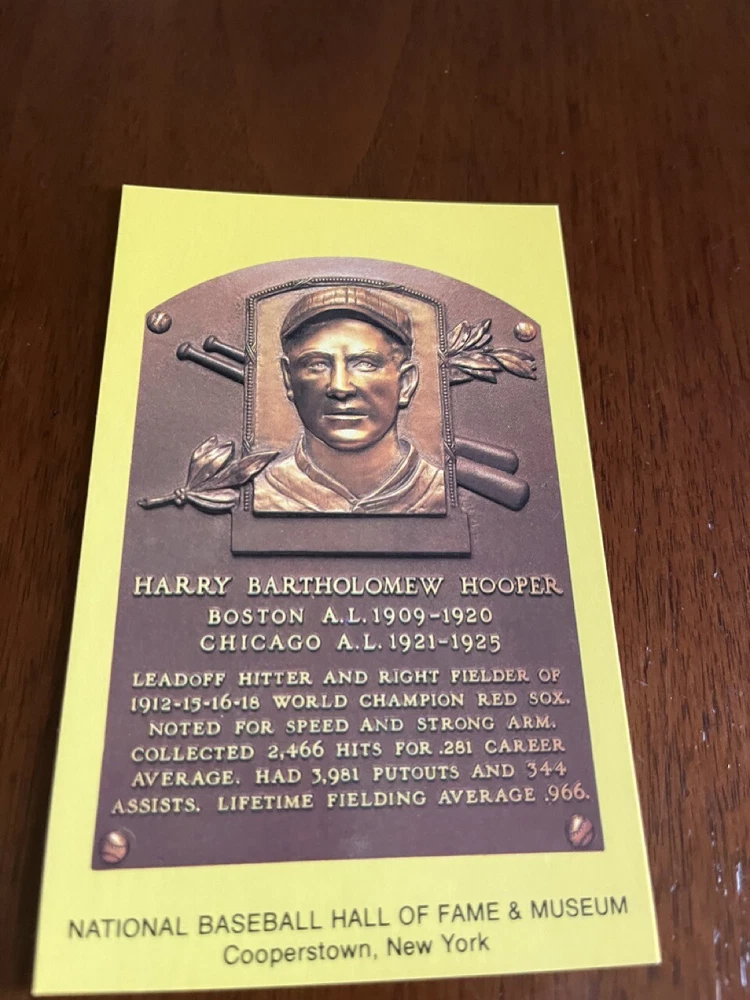 HARRY BARTHOLOMEW HOOPER
BOSTON A.L. 1909-1920
CHICAGO A.L. 1921-1925
LEADOFF HITTER AND RIGHT FIELDER OF
1912-15-16-18 WORLD CHAMPION RED SOX.
NOTED FOR SPEED AND STRONG ARM.
COLLECTED 2,466 HITS FOR .281 CAREER
AVERAGE. HAD 3,981 PUTOUTS AND 344
ASSISTS. LIFETIME FIELDING AVERAGE .966.
NATIONAL BASEBALL HALL OF FAME & MUSEUM
Cooperstown, New York